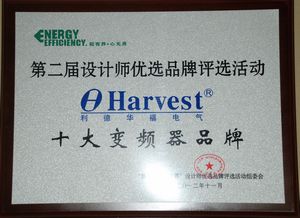 ENERGY
EFFICIENCY.
第二届设计师优选品牌评选活动
Harvest®
利德华福电气
十大变频器品牌
设计师优选品牌评选活动组委会
二〇一二年十一月